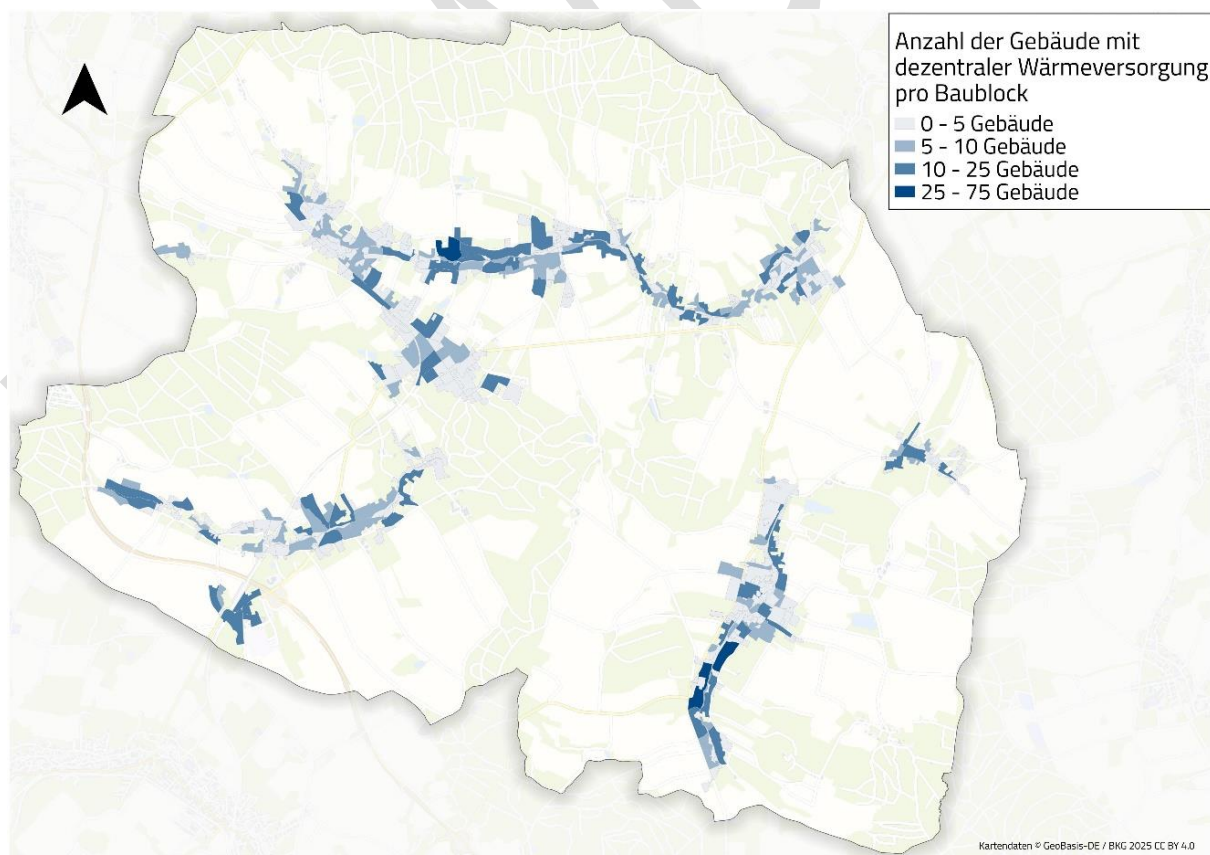 Anzahl der Gebäude mit
dezentraler Wärmeversorgung
pro Baublock
0 - 5 Gebäude
5 - 10 Gebäude
10 - 25 Gebäude
25 - 75 Gebäude
Kartendaten © GeoBasis-DE / BKG 2025 CC BY 4.0